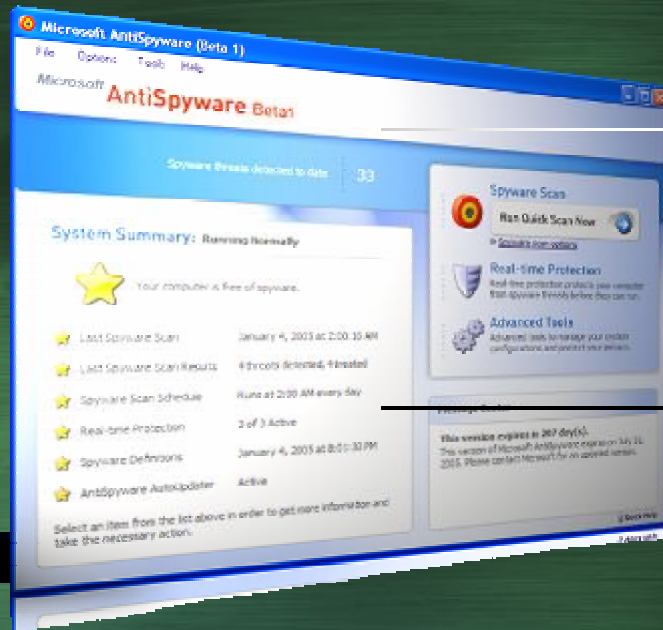 Microsoft AntiSpyware (Beta 1)
File Options Tools Help
Microsoft AntiSpyware Beta1
Spyware threats detected to date 33
System Summary: Running Normally
Your computer is free of spyware.
Last Spyware Scan January 4, 2005 at 2:00:16 AM
Last Spyware Scan Results 4 threats detected, 4 treated
Spyware Scan Schedule Runs at 2:00 AM every day
Real-time Protection 3 of 3 Active
Spyware Definitions January 4, 2005 at
AntiSpyware AutoUpdater Active
Select an item from the list above in order to get more information and
take the necessary action.
Spyware Scan
Run Quick Scan Now
Spyware scan options
Real-time Protection
Real-time protection protects your computer
from spyware threats before they can run.
Advanced Tools
Advanced tools to manage your system
configurations and protect your privacy.
This version expires in 207 day(s).
This version of Microsoft AntiSpyware expires on July 31,
2005. Please contact Microsoft for an updated version.